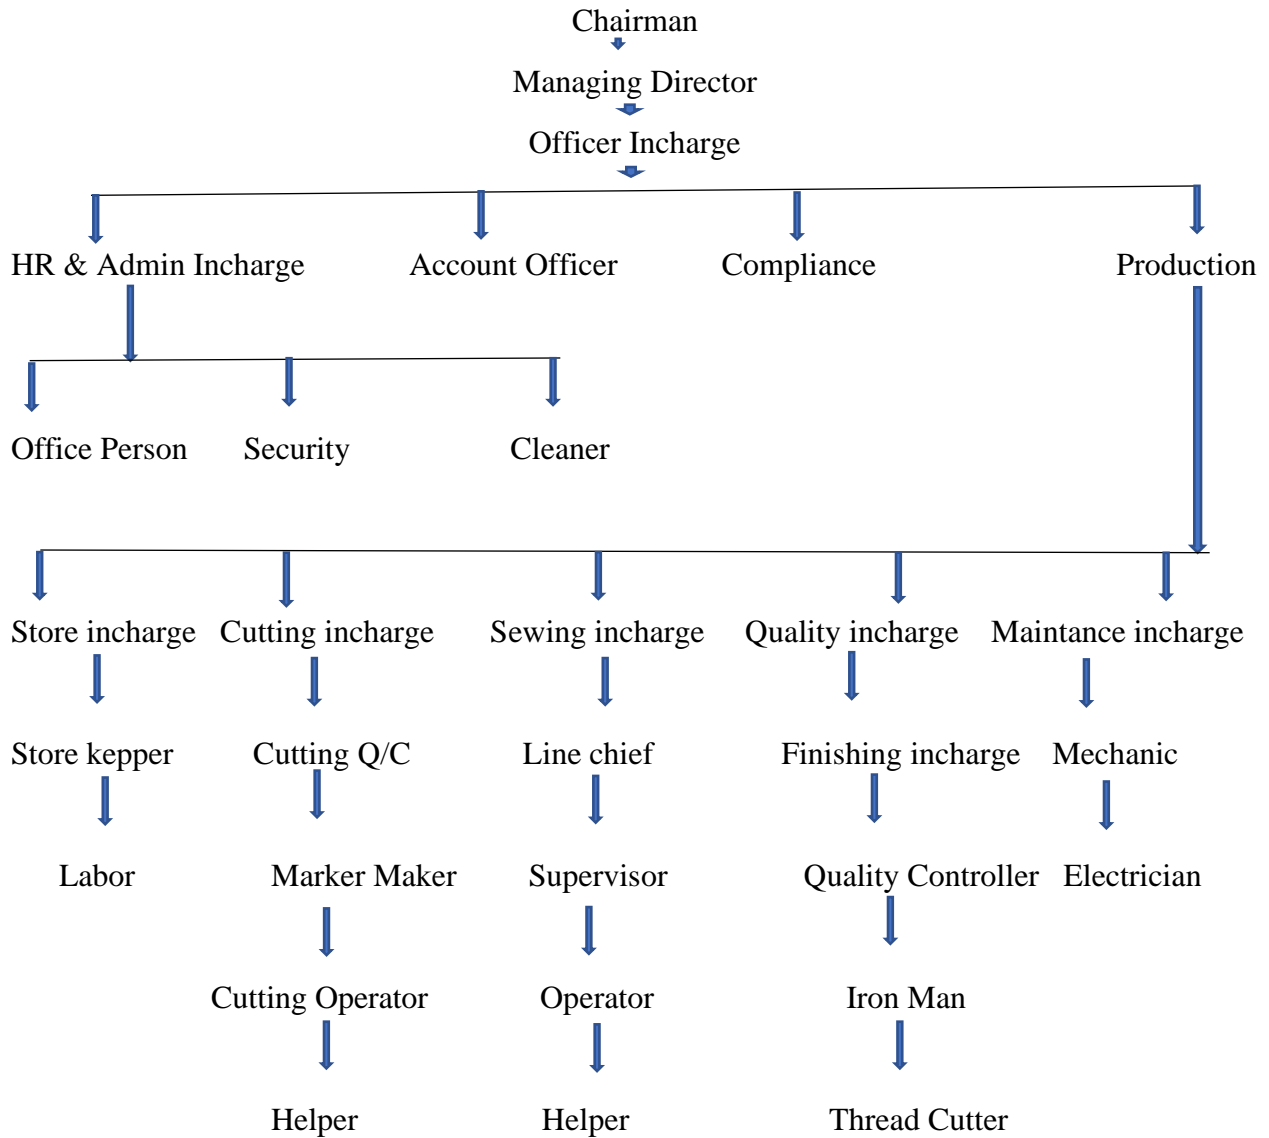 Chairman
Managing Director
Officer Incharge
HR & Admin Incharge Account Officer Compliance Production
Office Person Security Cleaner
Store incharge Cutting incharge Sewing incharge Quality incharge Maintance incharge
Store kepper Cutting Q/C Line chief Finishing incharge Mechanic
Labor Marker Maker Supervisor Quality Controller Electrician
Cutting Operator Operator Iron Man
Helper Helper Thread Cutter